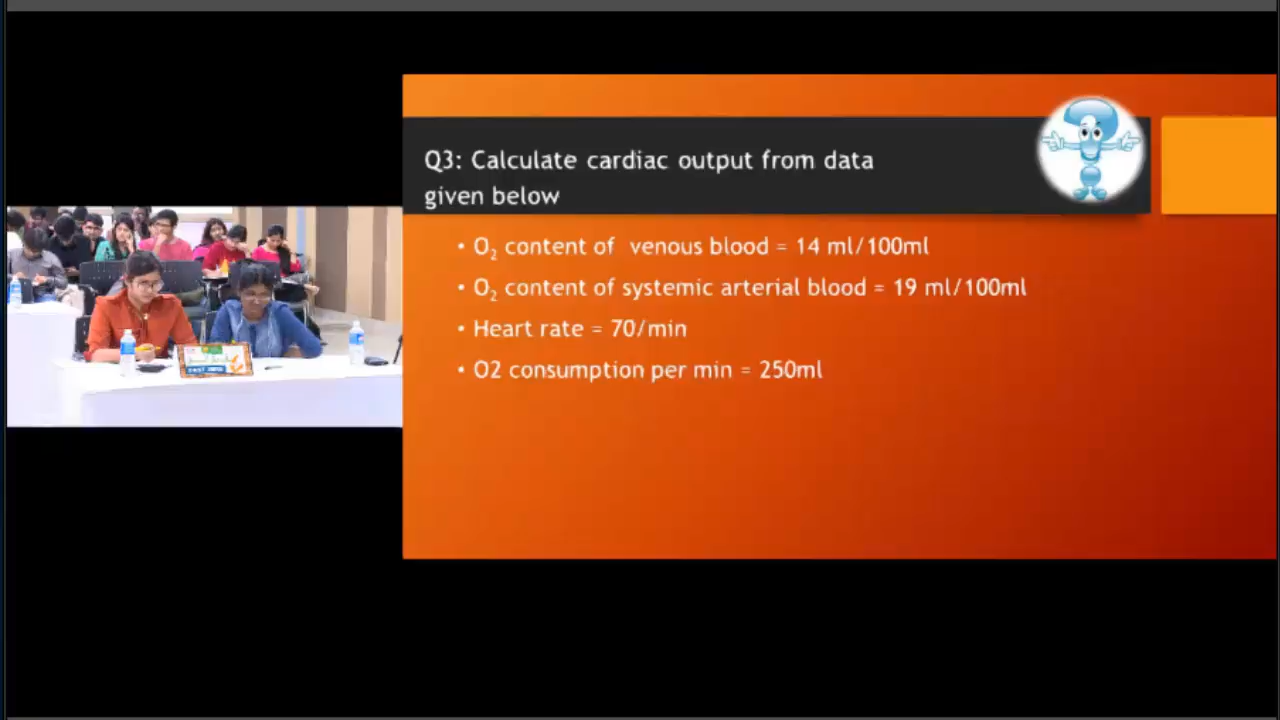 Q3: Calculate cardiac output from data
given below
• O₂ content of venous blood = 14 ml/100ml
• O₂ content of systemic arterial blood = 19 ml/100ml
• Heart rate = 70/min
• O2 consumption per min = 250ml